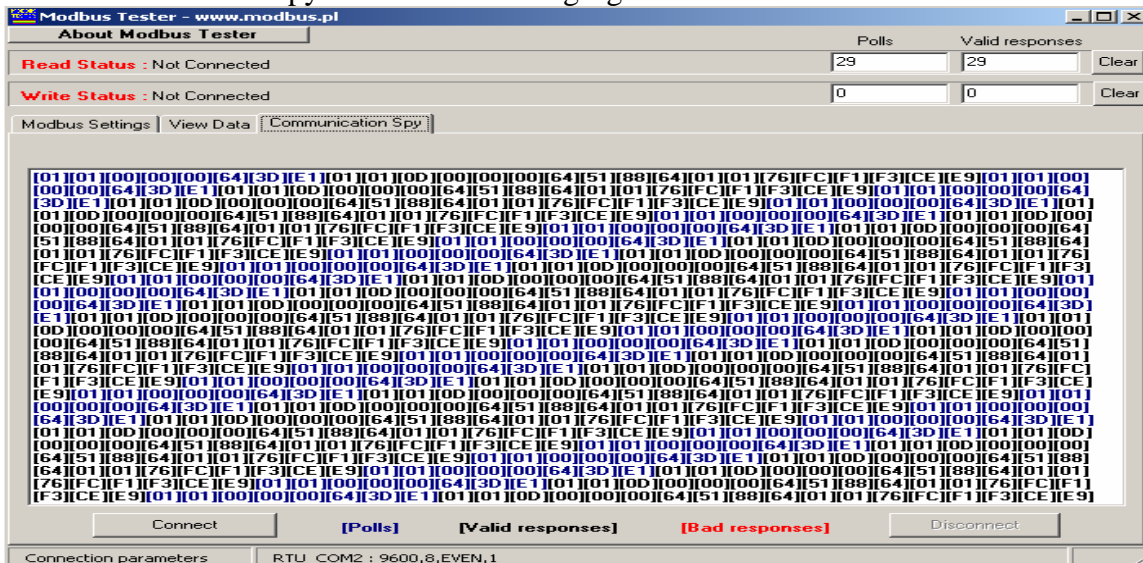 Modbus Tester - www.modbus.pl
About Modbus Tester
Polls Valid responses
Read Status : Not Connected 29 29 Clear
Write Status : Not Connected 0 0 Clear
Modbus Settings View Data Communication Spy
[01][01][00][00][00][64][3D][E1][01][01][0D][00][00][00][64][51][88][64][01][01][76][FC][F1][F3][CE][E9][01][01][00]
[00][00][64][3D][E1][01][01][0D][00][00][00][64][51][88][64][01][01][76][FC][F1][F3][CE][E9][01][01][00][00][00][64]
[3D][E1][01][01][0D][00][00][00][64][51][88][64][01][01][76][FC][F1][F3][CE][E9][01][01][00][00][00][64][3D][E1][01]
[01][0D][00][00][00][64][51][88][64][01][01][76][FC][F1][F3][CE][E9][01][01][00][00][00][64][3D][E1][01][01][0D][00]
[00][00][64][51][88][64][01][01][76][FC][F1][F3][CE][E9][01][01][00][00][00][64][3D][E1][01][01][0D][00][00][00][64]
[51][88][64][01][01][76][FC][F1][F3][CE][E9][01][01][00][00][00][64][3D][E1][01][01][0D][00][00][00][64][51][88][64]
[01][01][76][FC][F1][F3][CE][E9][01][01][00][00][00][64][3D][E1][01][01][0D][00][00][00][64][51][88][64][01][01][76]
[FC][F1][F3][CE][E9][01][01][00][00][00][64][3D][E1][01][01][0D][00][00][00][64][51][88][64][01][01][76][FC][F1][F3]
[CE][E9][01][01][00][00][00][64][3D][E1][01][01][0D][00][00][00][64][51][88][64][01][01][76][FC][F1][F3][CE][E9][01]
[01][00][00][00][64][3D][E1][01][01][0D][00][00][00][64][51][88][64][01][01][76][FC][F1][F3][CE][E9][01][01][00][00]
[00][64][3D][E1][01][01][0D][00][00][00][64][51][88][64][01][01][76][FC][F1][F3][CE][E9][01][01][00][00][00][64][3D]
[E1][01][01][0D][00][00][00][64][51][88][64][01][01][76][FC][F1][F3][CE][E9][01][01][00][00][00][64][3D][E1][01][01]
[0D][00][00][00][64][51][88][64][01][01][76][FC][F1][F3][CE][E9][01][01][00][00][00][64][3D][E1][01][01][0D][00][00]
[00][64][51][88][64][01][01][76][FC][F1][F3][CE][E9][01][01][00][00][00][64][3D][E1][01][01][0D][00][00][00][64][51]
[88][64][01][01][76][FC][F1][F3][CE][E9][01][01][00][00][00][64][3D][E1][01][01][0D][00][00][00][64][51][88][64][01]
[01][76][FC][F1][F3][CE][E9][01][01][00][00][00][64][3D][E1][01][01][0D][00][00][00][64][51][88][64][01][01][76][FC]
[F1][F3][CE][E9][01][01][00][00][00][64][3D][E1][01][01][0D][00][00][00][64][51][88][64][01][01][76][FC][F1][F3][CE]
[E9][01][01][00][00][00][64][3D][E1][01][01][0D][00][00][00][64][51][88][64][01][01][76][FC][F1][F3][CE][E9][01][01]
[00][00][00][64][3D][E1][01][01][0D][00][00][00][64][51][88][64][01][01][76][FC][F1][F3][CE][E9][01][01][00][00][00]
[64][3D][E1][01][01][0D][00][00][00][64][51][88][64][01][01][76][FC][F1][F3][CE][E9][01][01][00][00][00][64][3D][E1]
[01][01][0D][00][00][00][64][51][88][64][01][01][76][FC][F1][F3][CE][E9][01][01][00][00][00][64][3D][E1][01][01][0D]
[00][00][00][64][51][88][64][01][01][76][FC][F1][F3][CE][E9][01][01][00][00][00][64][3D][E1][01][01][0D][00][00][00]
[64][51][88][64][01][01][76][FC][F1][F3][CE][E9][01][01][00][00][00][64][3D][E1][01][01][0D][00][00][00][64][51][88]
[64][01][01][76][FC][F1][F3][CE][E9][01][01][00][00][00][64][3D][E1][01][01][0D][00][00][00][64][51][88][64][01][01]
[76][FC][F1][F3][CE][E9][01][01][00][00][00][64][3D][E1][01][01][0D][00][00][00][64][51][88][64][01][01][76][FC][F1]
[F3][CE][E9][01][01][00][00][00][64][3D][E1][01][01][0D][00][00][00][64][51][88][64][01][01][76][FC][F1][F3][CE][E9]
Connect [Polls] [Valid responses] [Bad responses] Disconnect
Connection parameters RTU COM2 : 9600,8,EVEN,1